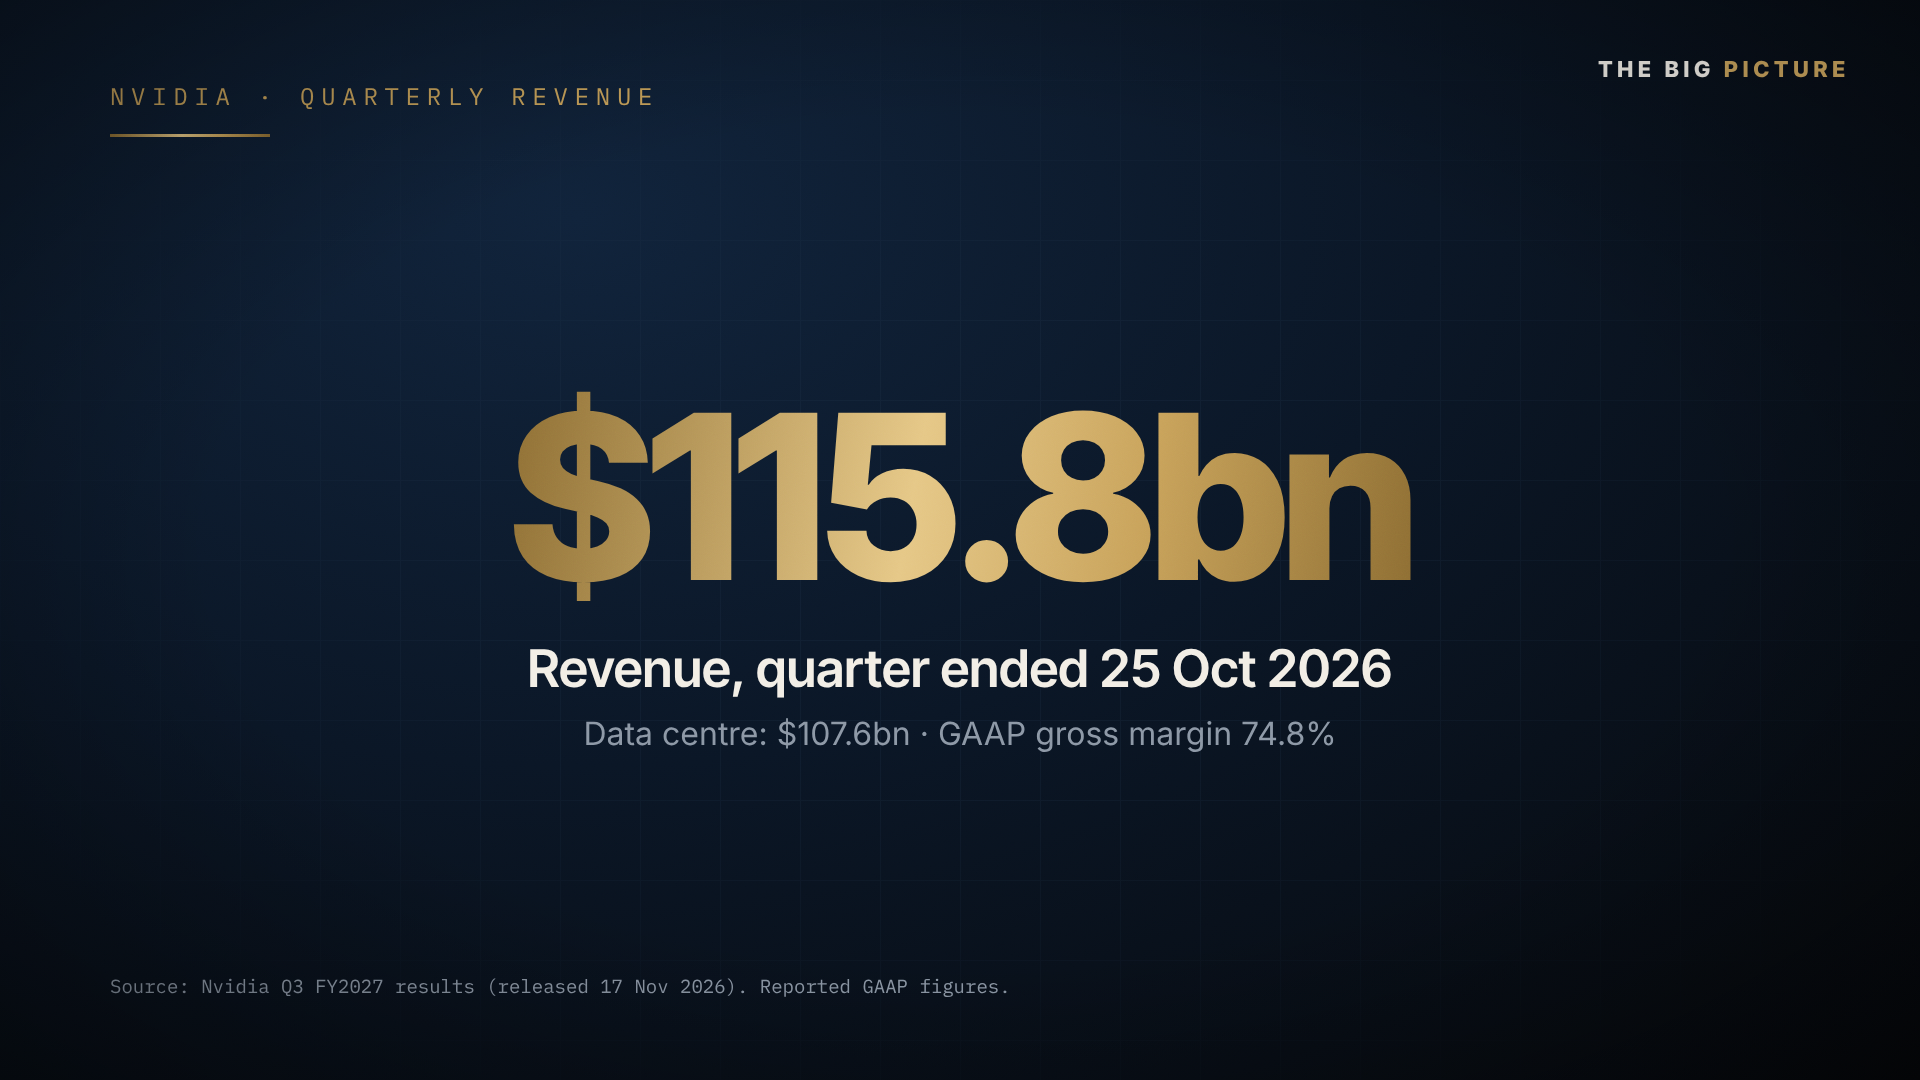 NVIDIA · QUARTERLY REVENUE
THE BIG PICTURE
$115.8bn
Revenue, quarter ended 25 Oct 2026
Data centre: $107.6bn · GAAP gross margin 74.8%
Source: Nvidia Q3 FY2027 results (released 17 Nov 2026). Reported GAAP figures.